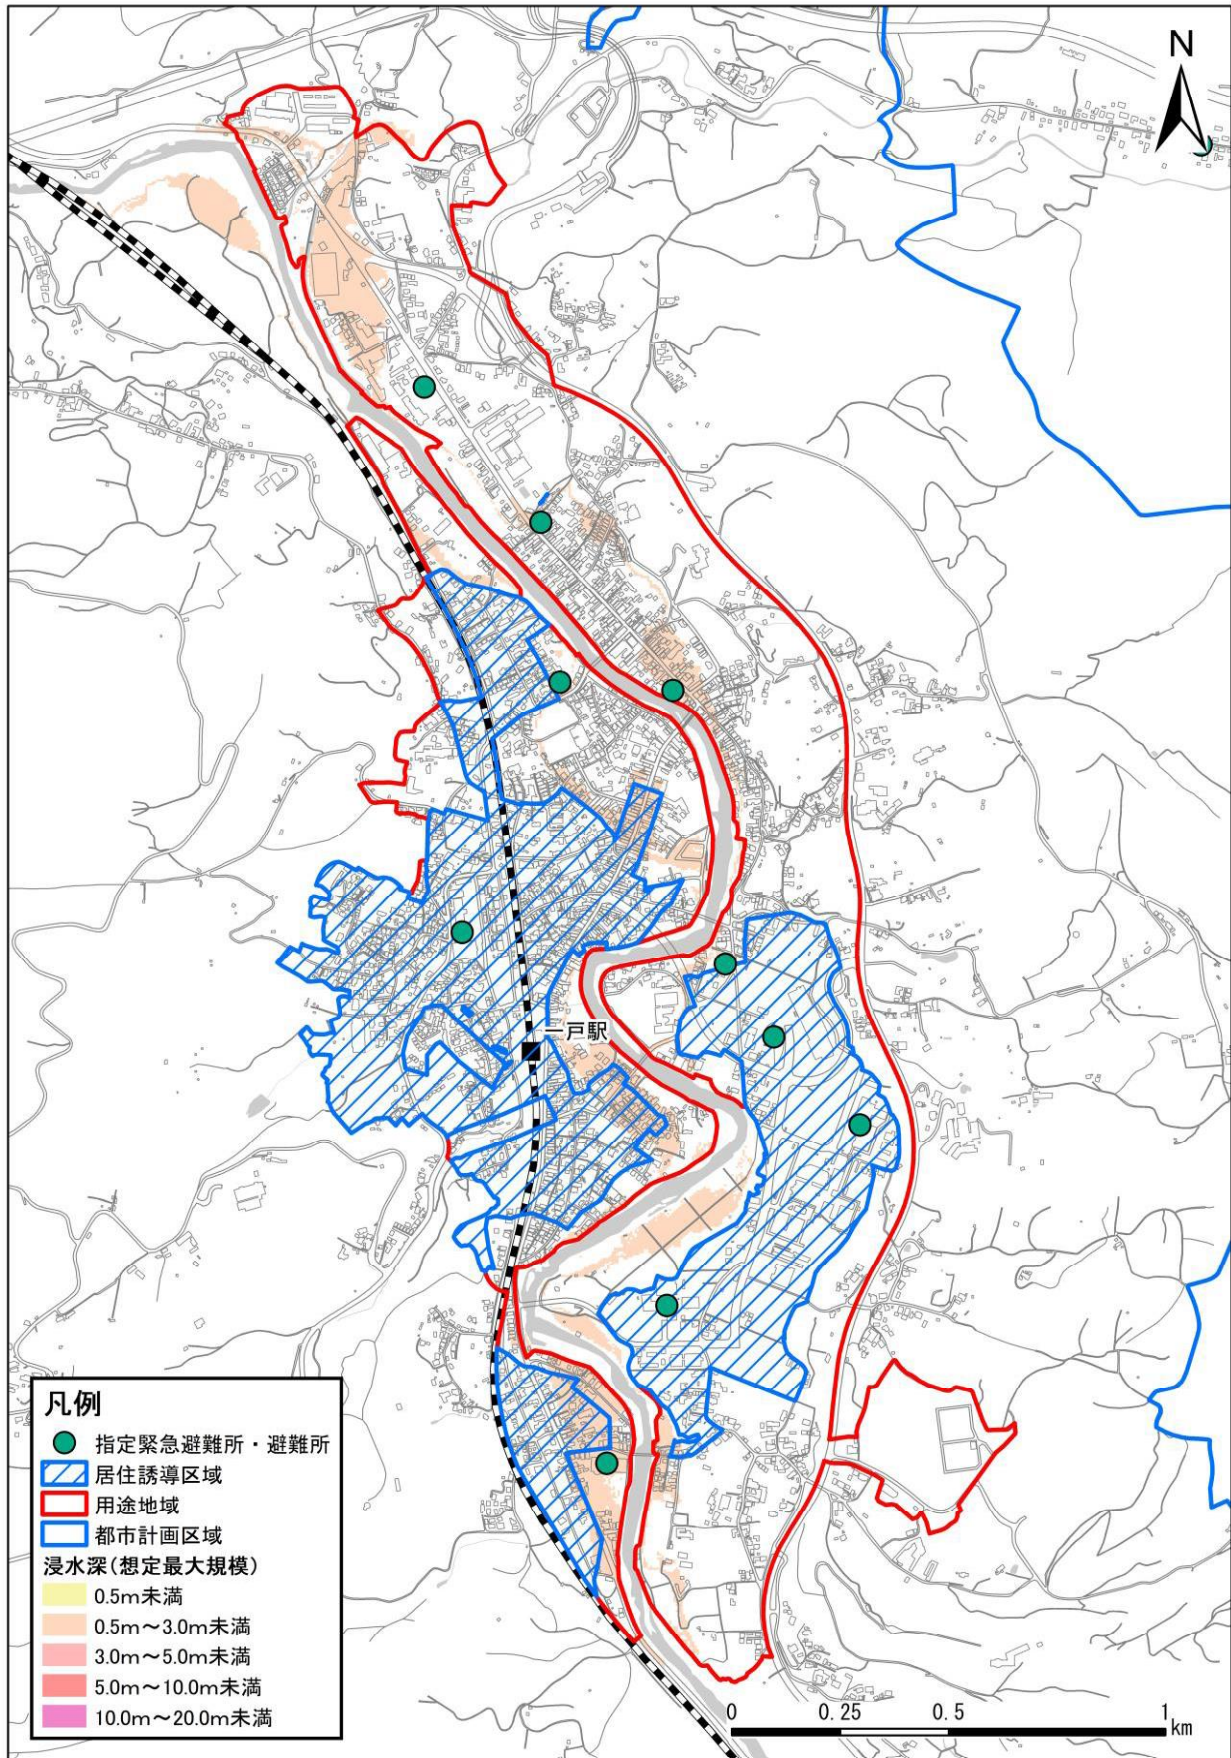 N
一戸駅
凡例
指定緊急避難所・避難所
居住誘導区域
用途地域
都市計画区域
浸水深(想定最大規模)
0.5m未満
0.5m～3.0m未満
3.0m～5.0m未満
5.0m～10.0m未満
10.0m～20.0m未満
0 0.25 0.5 1
km